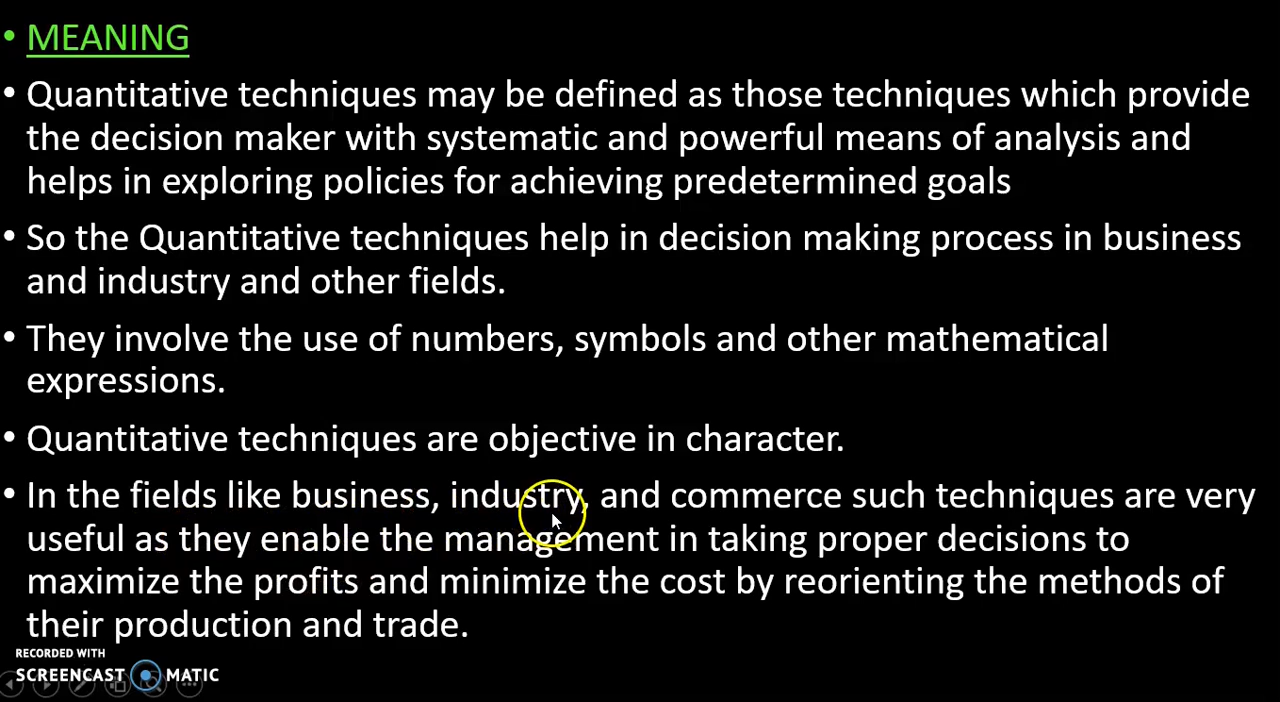 • MEANING
• Quantitative techniques may be defined as those techniques which provide
the decision maker with systematic and powerful means of analysis and
helps in exploring policies for achieving predetermined goals
• So the Quantitative techniques help in decision making process in business
and industry and other fields.
• They involve the use of numbers, symbols and other mathematical
expressions.
• Quantitative techniques are objective in character.
• In the fields like business, industry, and commerce such techniques are very
useful as they enable the management in taking proper decisions to
maximize the profits and minimize the cost by reorienting the methods of
their production and trade.
RECORDED WITH
SCREENCAST MATIC